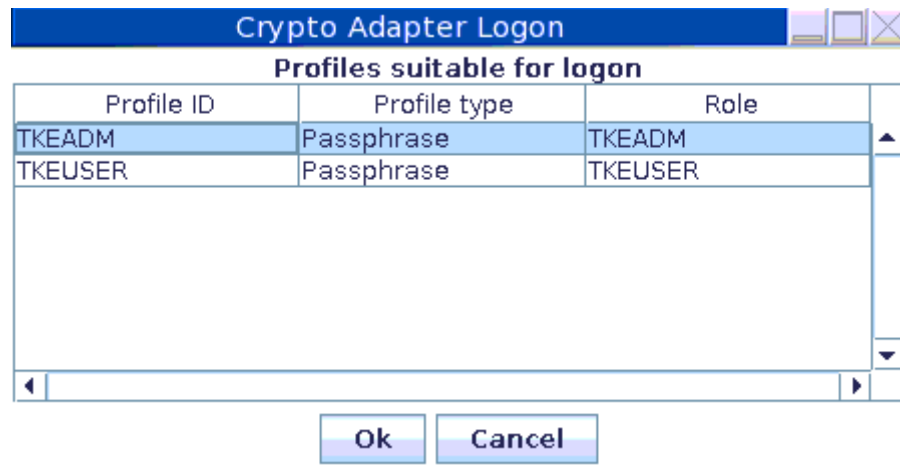 Crypto Adapter Logon
Profiles suitable for logon
Profile ID Profile type Role
TKEADM Passphrase TKEADM
TKEUSER Passphrase TKEUSER
Ok Cancel